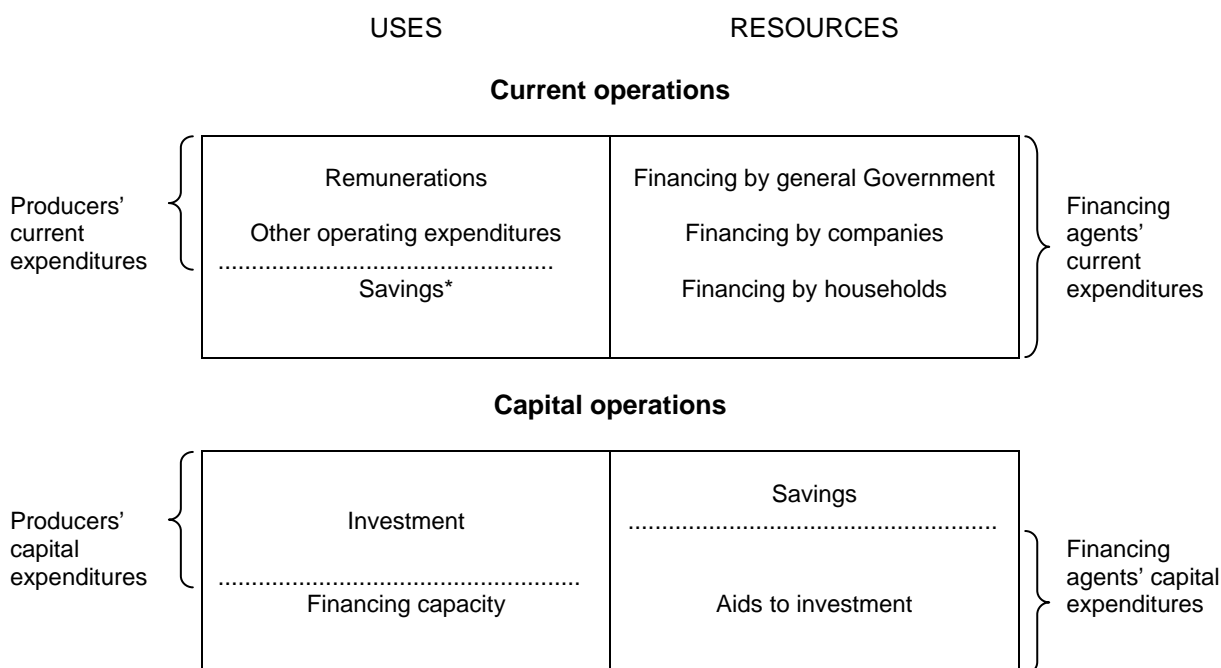 USES RESOURCES
Current operations
Producers’
current
expenditures
Remunerations
Other operating expenditures
..................................................
Savings*
Financing by general Government
Financing by companies
Financing by households
Financing
agents’
current
expenditures
Capital operations
Producers’
capital
expenditures
Investment
......................................................
Financing capacity
Savings
.......................................................
Aids to investment
Financing
agents’ capital
expenditures